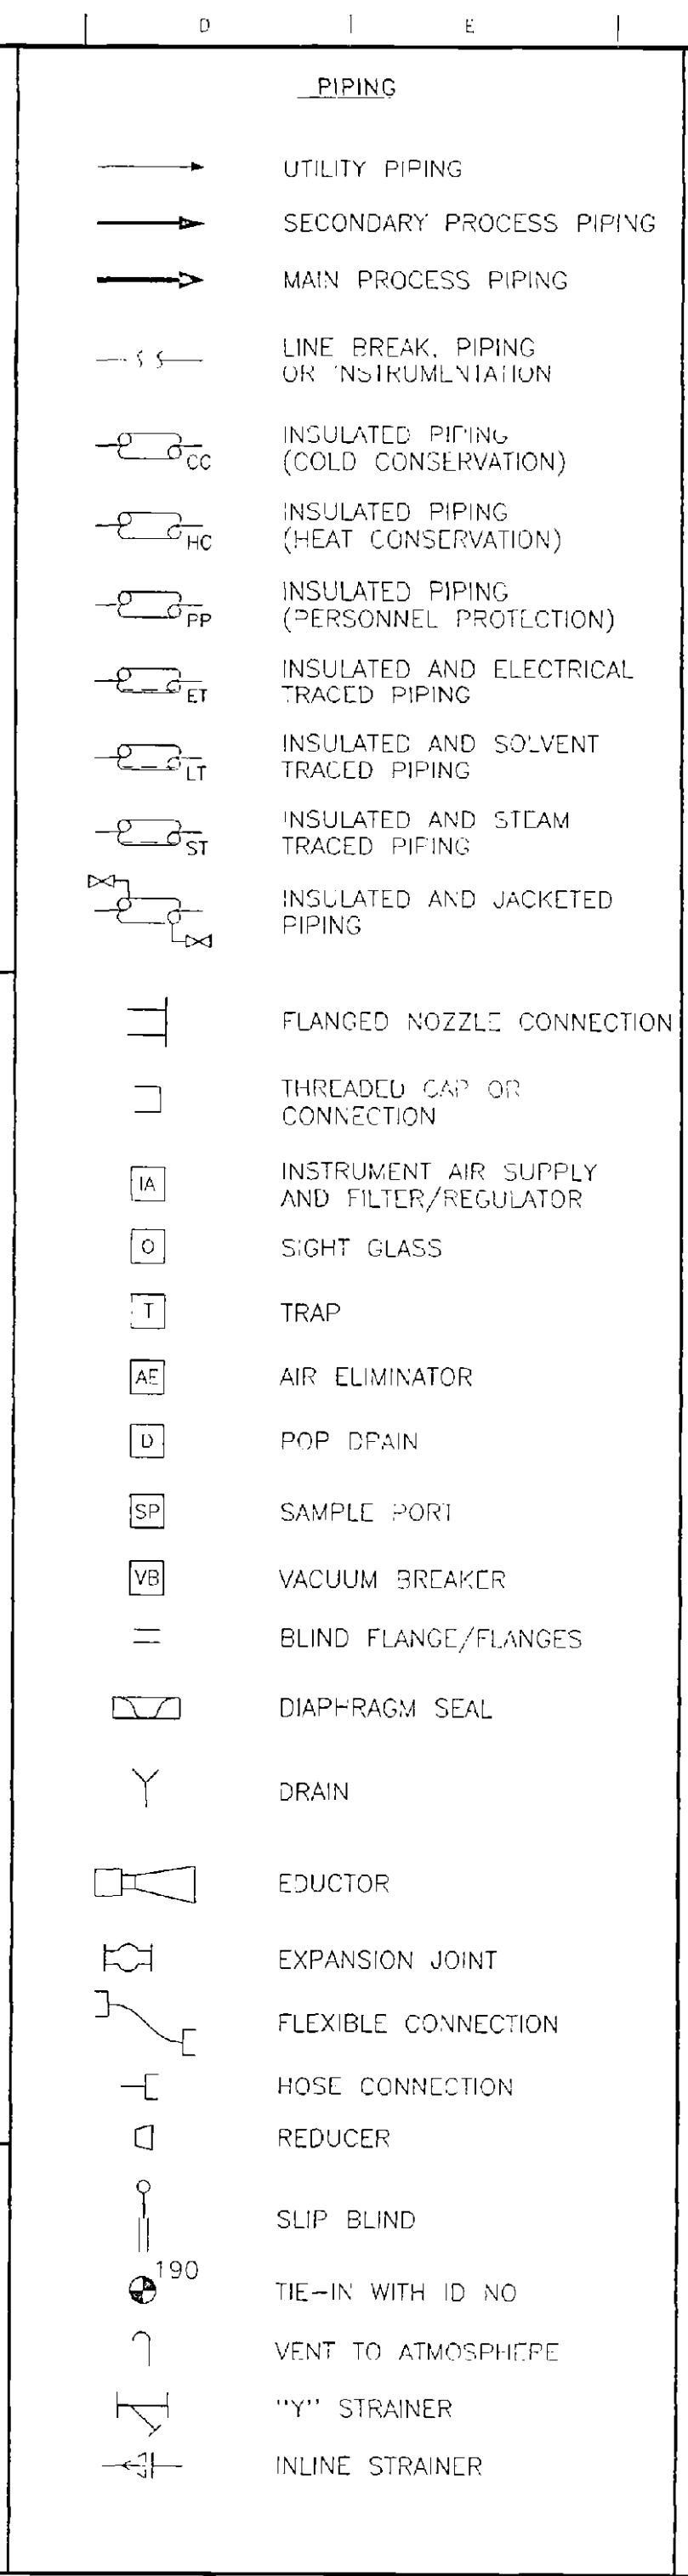 D E
PIPING
UTILITY PIPING
SECONDARY PROCESS PIPING
MAIN PROCESS PIPING
LINE BREAK, PIPING
OR INSTRUMENTATION
INSULATED PIPING
CC (COLD CONSERVATION)
INSULATED PIPING
HC (HEAT CONSERVATION)
INSULATED PIPING
PP (PERSONNEL PROTECTION)
INSULATED AND ELECTRICAL
ET TRACED PIPING
INSULATED AND SOLVENT
LT TRACED PIPING
INSULATED AND STEAM
ST TRACED PIPING
INSULATED AND JACKETED
PIPING
FLANGED NOZZLE CONNECTION
THREADED CAP OR
CONNECTION
IA INSTRUMENT AIR SUPPLY
AND FILTER/REGULATOR
O SIGHT GLASS
T TRAP
AE AIR ELIMINATOR
D POP DRAIN
SP SAMPLE PORT
VB VACUUM BREAKER
BLIND FLANGE/FLANGES
DIAPHRAGM SEAL
DRAIN
EDUCTOR
EXPANSION JOINT
FLEXIBLE CONNECTION
HOSE CONNECTION
REDUCER
SLIP BLIND
190
TIE-IN WITH ID NO
VENT TO ATMOSPHERE
"Y" STRAINER
INLINE STRAINER